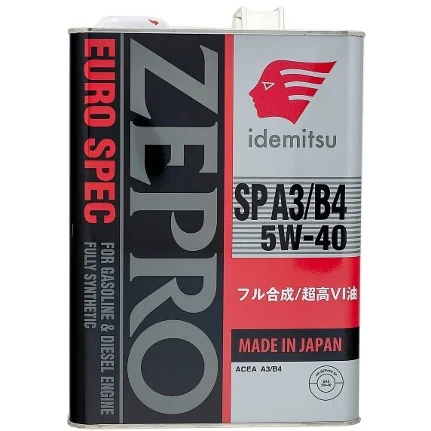 ZEPRO
EURO SPEC
FOR GASOLINE & DIESEL ENGINE
FULLY SYNTHETIC
idemitsu
SP A3/B4
5W-40
フル合成/超高VI油
MADE IN JAPAN
ACEA A3/B4